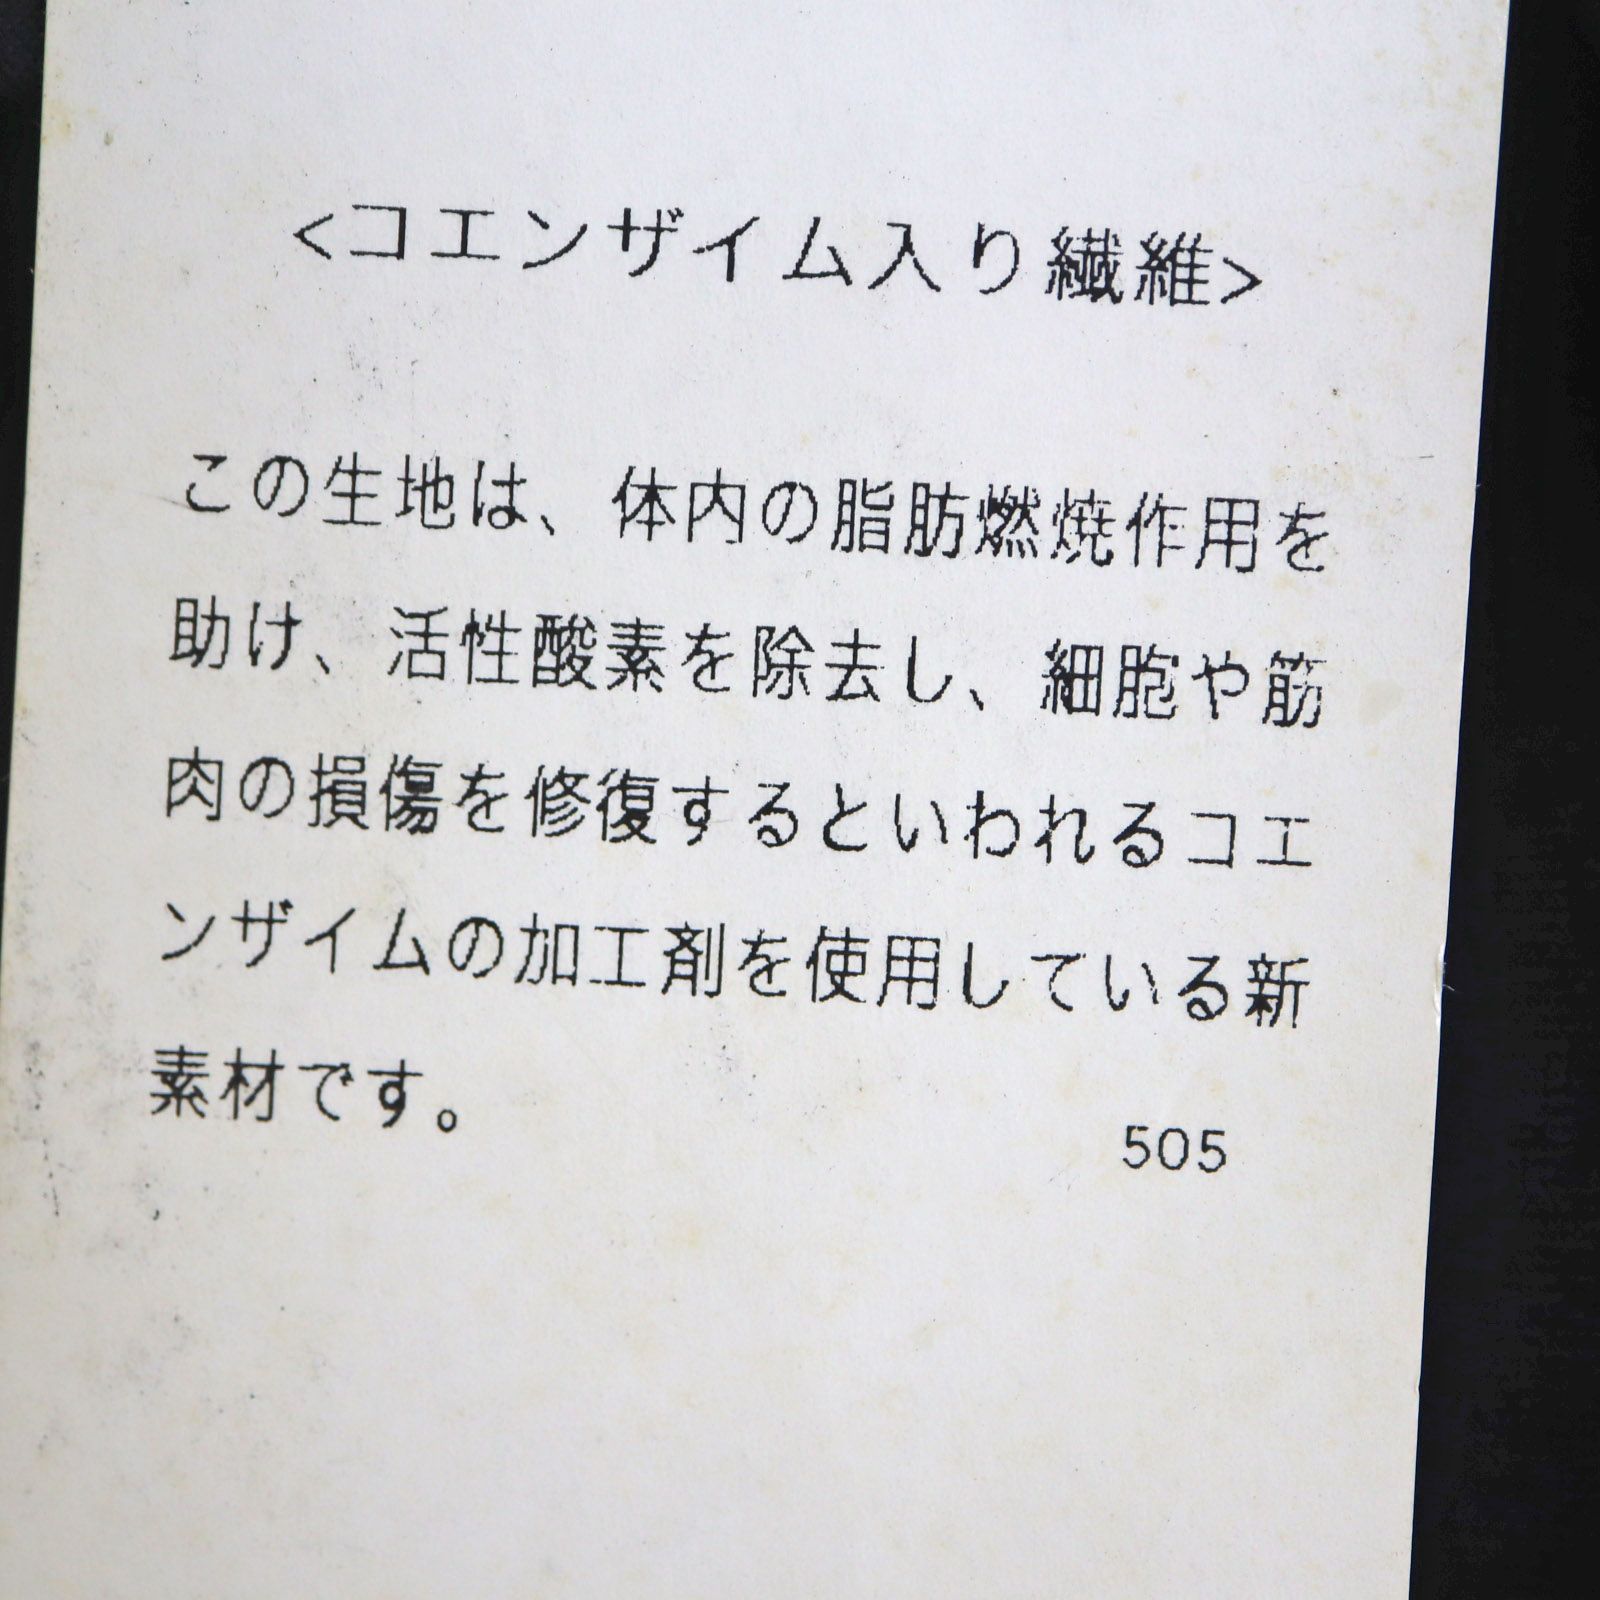 <コエンザイム入り繊維>
この生地は、体内の脂肪燃焼作用を
助け、活性酸素を除去し、細胞や筋
肉の損傷を修復するといわれるコエ
ンザイムの加工剤を使用している新
素材です。
505